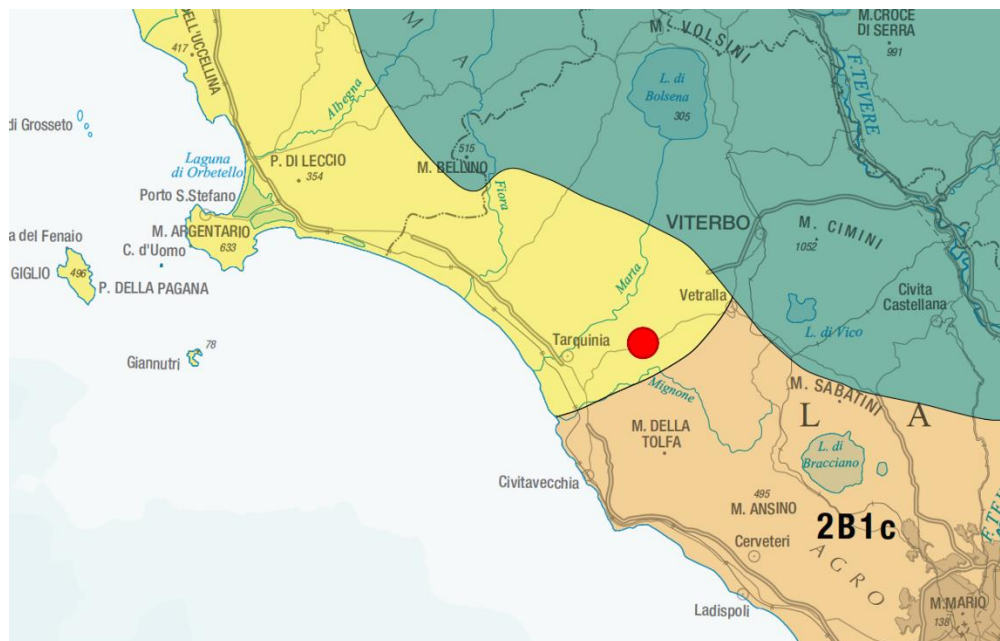 M.CROCE
DI SERRA
991
M. VOLSINI
M
A
DELL'UCCELLINA
417
L. di
Bolsena
305
F. TEVERE
Albegna
di Grosseto
515
M. BELLINO
Laguna
di Orbetello
P. DI LECCIO
354
Fiora
Porto S.Stefano
VITERBO
M. CIMINI
1052
M. ARGENTARIO
633
a del Fenaio
C. d'Uomo
GIGLIO
496
P. DELLA PAGANA
Marta
Vetralla
Civita
Castellana
L. di Vico
78
Giannutri
Tarquinia
Mignone
M. SABATINI
L A
M. DELLA
TOLFA
L. di
Bracciano
Civitavecchia
495
M. ANSINO
2B1c
Cerveteri
AGRO
Ladispoli
M.MARIO
138